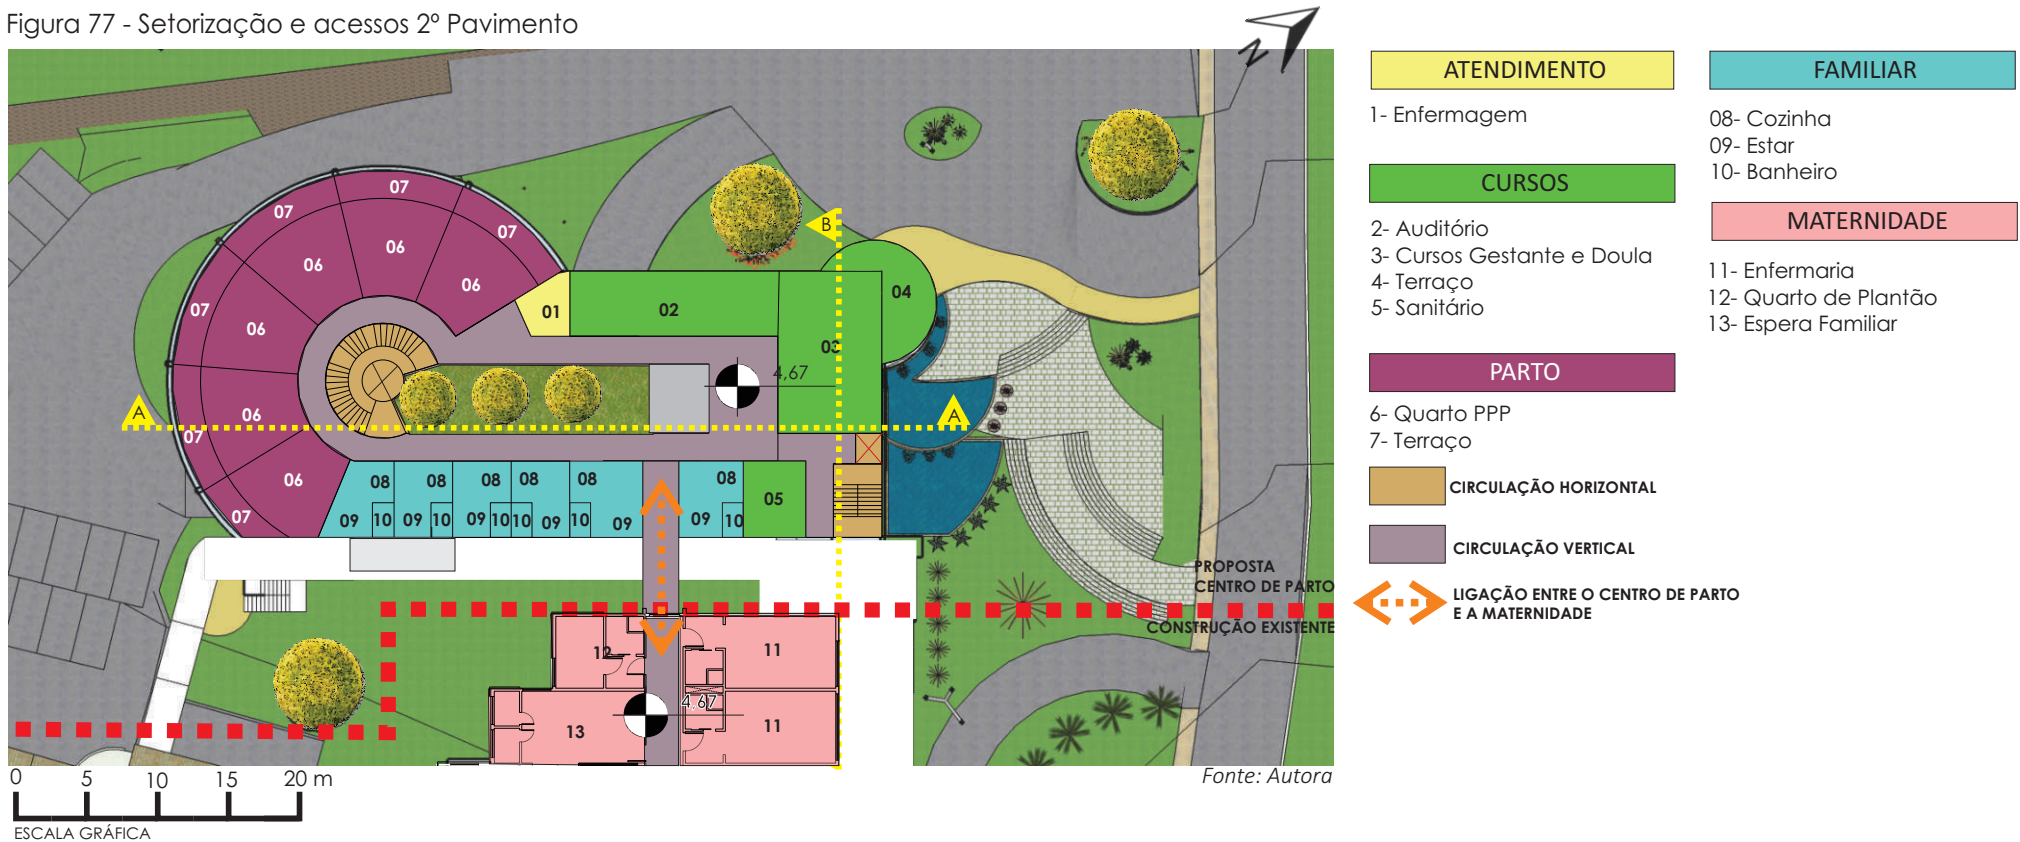 Figura 77 - Setorização e acessos 2º Pavimento
N
ATENDIMENTO
1- Enfermagem
CURSOS
2- Auditório
3- Cursos Gestante e Doula
4- Terraço
5- Sanitário
PARTO
6- Quarto PPP
7- Terraço
CIRCULAÇÃO HORIZONTAL
CIRCULAÇÃO VERTICAL
LIGAÇÃO ENTRE O CENTRO DE PARTO
E A MATERNIDADE
FAMILIAR
08- Cozinha
09- Estar
10- Banheiro
MATERNIDADE
11- Enfermaria
12- Quarto de Plantão
13- Espera Familiar
07
07
07
06
06
06
07
06
06
07
06
07
01
02
03
04
B
4,67
A
A
08
08
08
08
08
08
09
10
09
10
09
10
10
09
10
09
09
10
05
PROPOSTA
CENTRO DE PARTO
CONSTRUÇÃO EXISTENTE
12
11
4,67
13
11
0 5 10 15 20 m
ESCALA GRÁFICA
Fonte: Autora